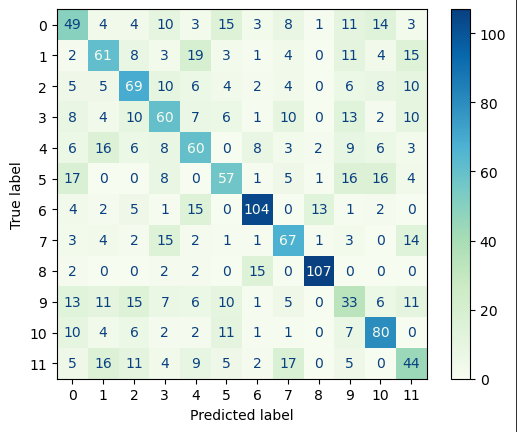 0 49 4 4 10 3 15 3 8 1 11 14 3
1 2 61 8 3 19 3 1 4 0 11 4 15
2 5 5 69 10 6 4 2 4 0 6 8 10
3 8 4 10 60 7 6 1 10 0 13 2 10
4 6 16 6 8 60 0 8 3 2 9 6 3
5 17 0 0 8 0 57 1 5 1 16 16 4
6 4 2 5 1 15 0 104 0 13 1 2 0
7 3 4 2 15 2 1 1 67 1 3 0 14
8 2 0 0 2 2 0 15 0 107 0 0 0
9 13 11 15 7 6 10 1 5 0 33 6 11
10 10 4 6 2 2 11 1 1 0 7 80 0
11 5 16 11 4 9 5 2 17 0 5 0 44
0 1 2 3 4 5 6 7 8 9 10 11
Predicted label
True label
100
80
60
40
20
0